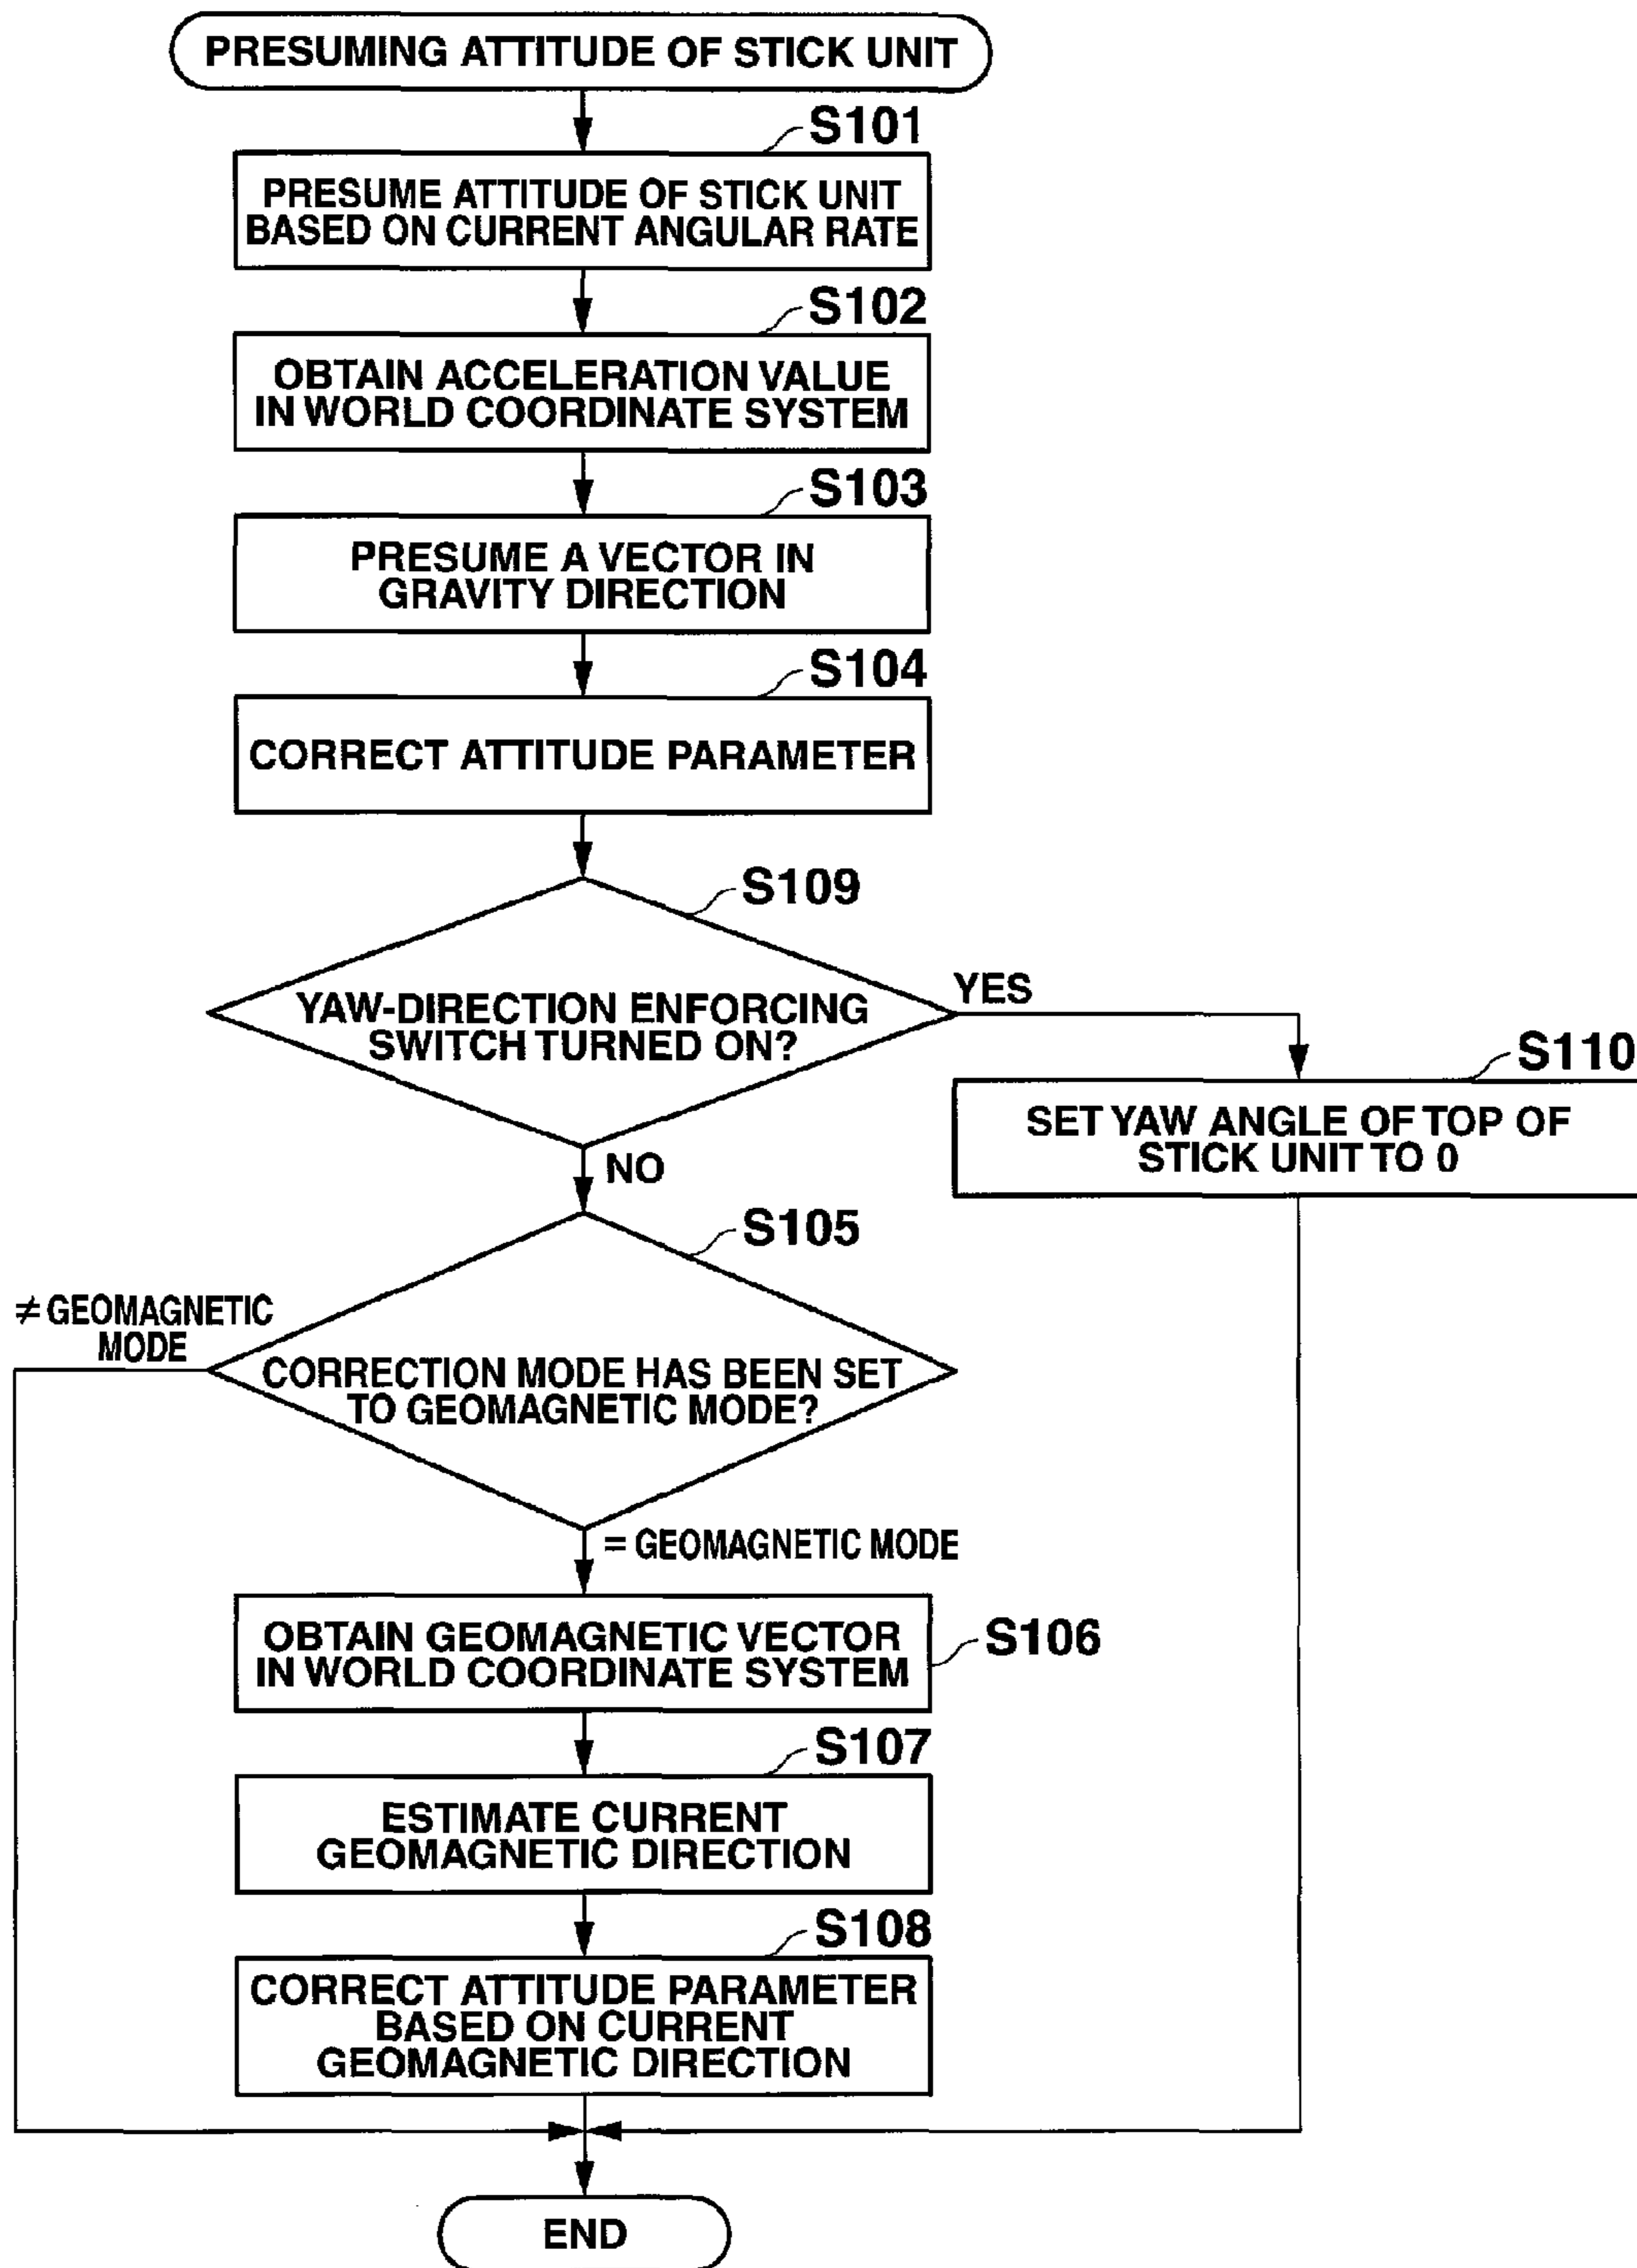 PRESUMING ATTITUDE OF STICK UNIT
S101
PRESUME ATTITUDE OF STICK UNIT
BASED ON CURRENT ANGULAR RATE
S102
OBTAIN ACCELERATION VALUE
IN WORLD COORDINATE SYSTEM
S103
PRESUME A VECTOR IN
GRAVITY DIRECTION
S104
CORRECT ATTITUDE PARAMETER
S109
YAW-DIRECTION ENFORCING
SWITCH TURNED ON?
YES
S110
SET YAW ANGLE OF TOP OF
STICK UNIT TO 0
NO
S105
≠ GEOMAGNETIC
MODE
CORRECTION MODE HAS BEEN SET
TO GEOMAGNETIC MODE?
= GEOMAGNETIC MODE
S106
OBTAIN GEOMAGNETIC VECTOR
IN WORLD COORDINATE SYSTEM
S107
ESTIMATE CURRENT
GEOMAGNETIC DIRECTION
S108
CORRECT ATTITUDE PARAMETER
BASED ON CURRENT
GEOMAGNETIC DIRECTION
END